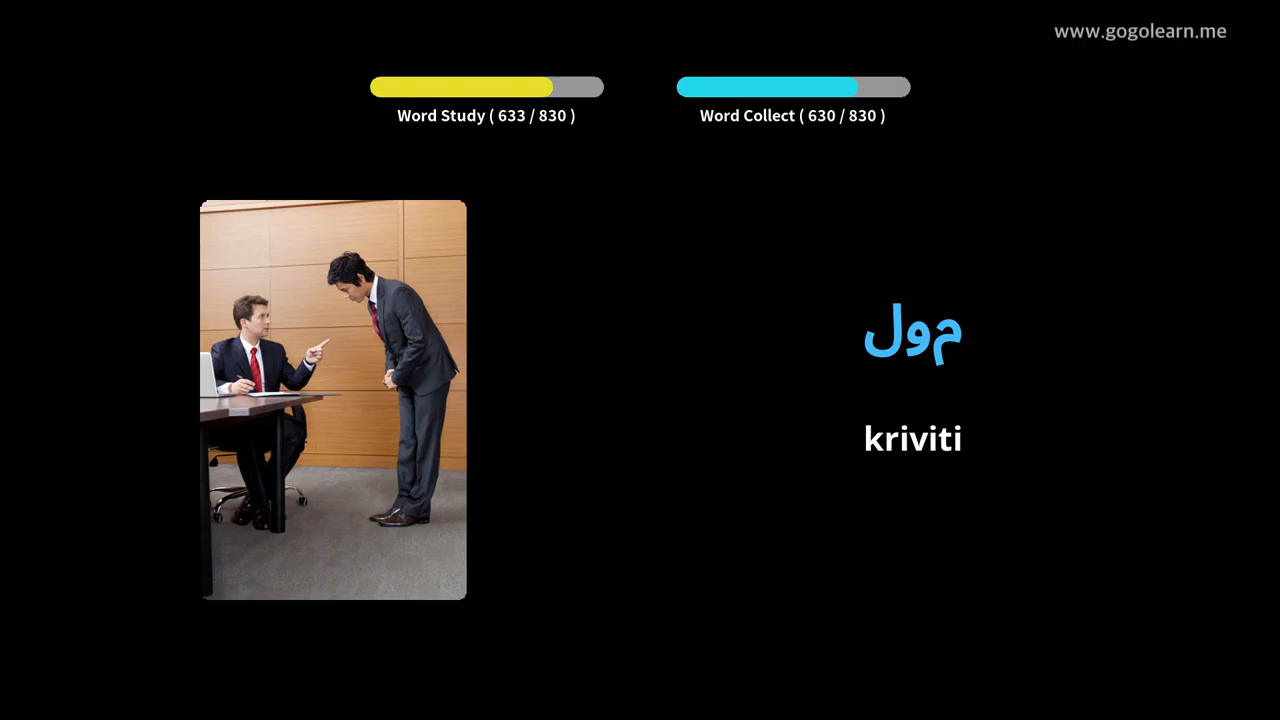 www.gogolearn.me
Word Study ( 633 / 830 )
Word Collect ( 630 / 830 )
مول
kriviti